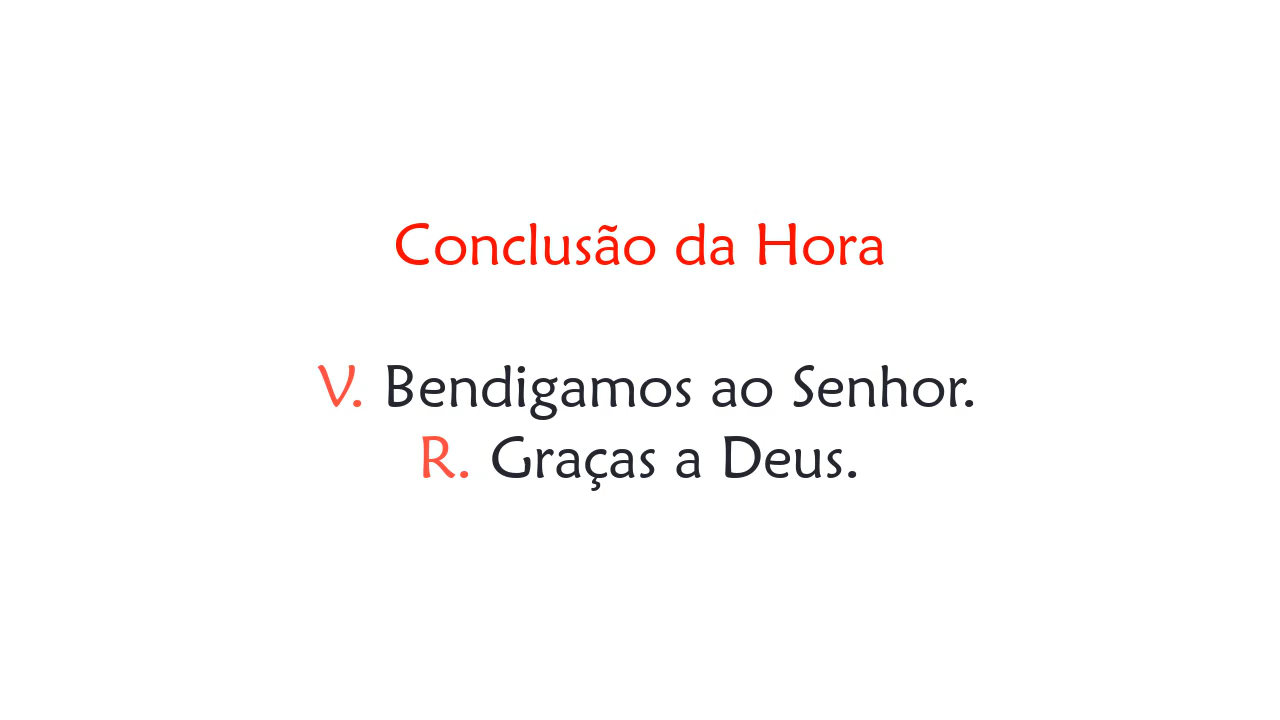 Conclusão da Hora
V. Bendigamos ao Senhor.
R. Graças a Deus.